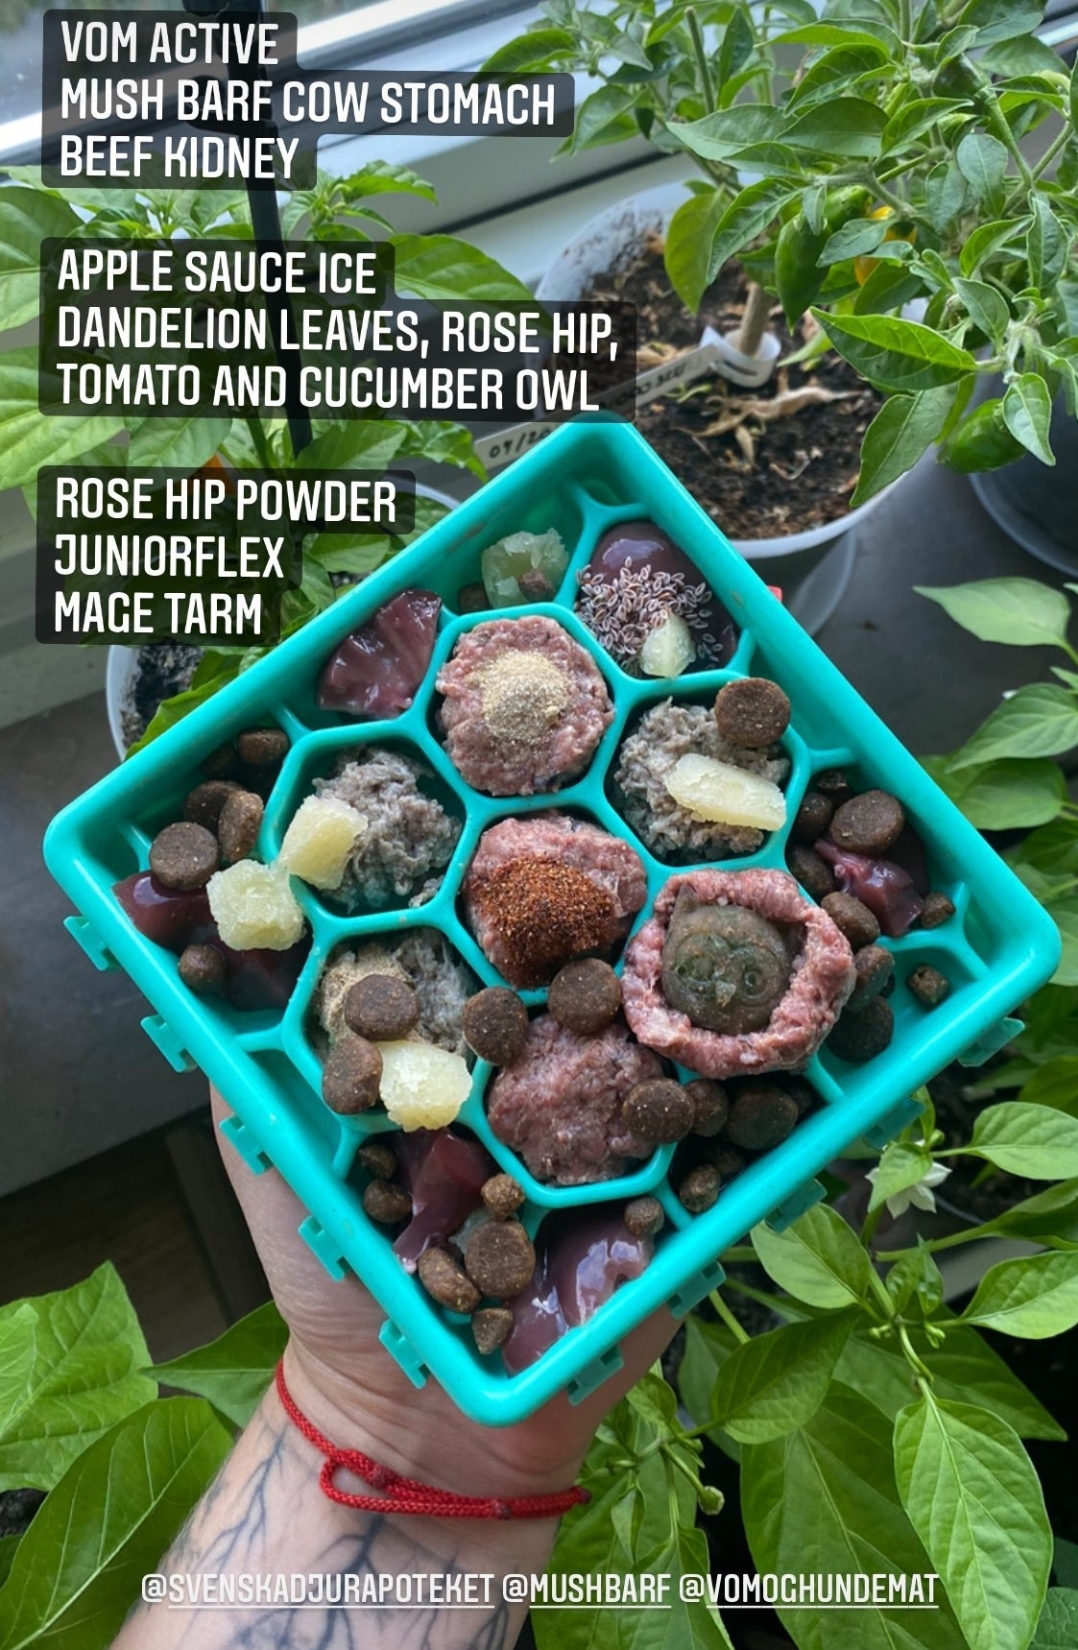 VOM ACTIVE
MUSH BARF COW STOMACH
BEEF KIDNEY
APPLE SAUCE ICE
DANDELION LEAVES, ROSE HIP,
TOMATO AND CUCUMBER OWL
ROSE HIP POWDER
JUNIORFLEX
MAGE TARM
@SVENSKADJURAPOTEKET @MUSHBARF @VOMOGHUNDEMAT